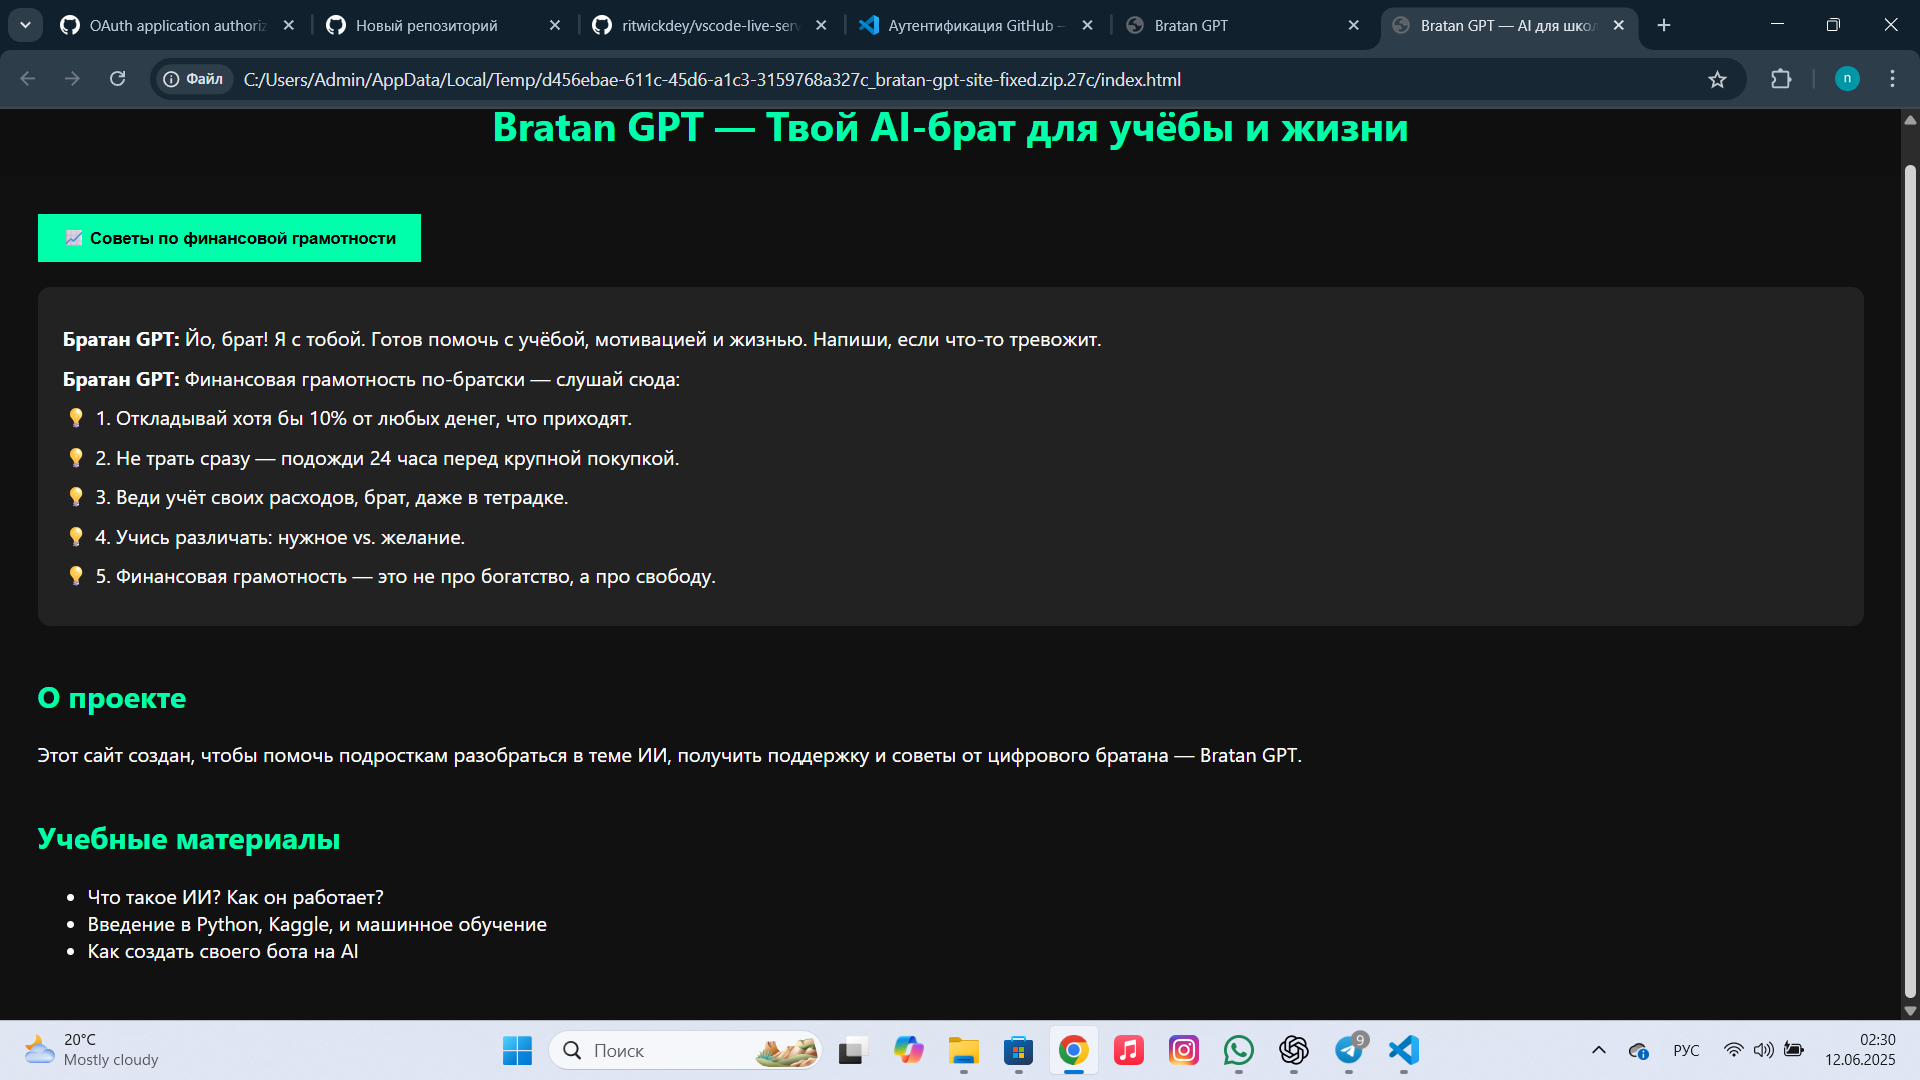 OAuth application authoriz
Новый репозиторий
ritwickdey/vscode-live-serv
Аутентификация GitHub –
Bratan GPT
Bratan GPT — AI для школ
Файл
C:/Users/Admin/AppData/Local/Temp/d456ebae-611c-45d6-a1c3-3159768a327c_bratan-gpt-site-fixed.zip.27c/index.html
n
Bratan GPT — Твой AI-брат для учёбы и жизни
Советы по финансовой грамотности
Братан GPT: Йо, брат! Я с тобой. Готов помочь с учёбой, мотивацией и жизнью. Напиши, если что-то тревожит.
Братан GPT: Финансовая грамотность по-братски — слушай сюда:
1. Откладывай хотя бы 10% от любых денег, что приходят.
2. Не трать сразу — подожди 24 часа перед крупной покупкой.
3. Веди учёт своих расходов, брат, даже в тетрадке.
4. Учись различать: нужное vs. желание.
5. Финансовая грамотность — это не про богатство, а про свободу.
О проекте
Этот сайт создан, чтобы помочь подросткам разобраться в теме ИИ, получить поддержку и советы от цифрового братана — Bratan GPT.
Учебные материалы
Что такое ИИ? Как он работает?
Введение в Python, Kaggle, и машинное обучение
Как создать своего бота на AI
20°C
Mostly cloudy
Поиск
9
РУС
02:30
12.06.2025